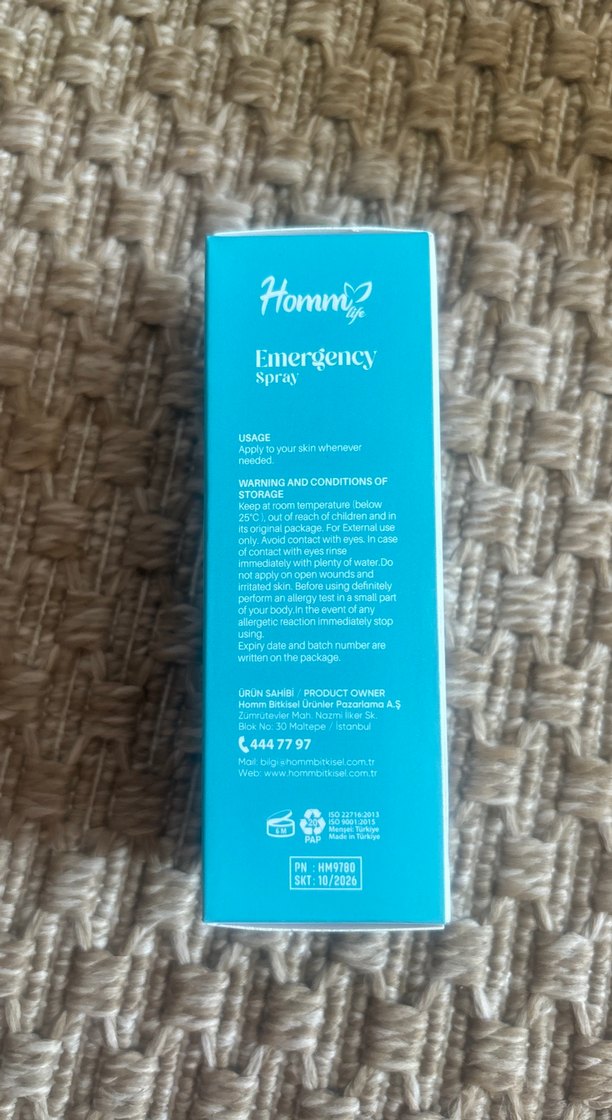 Homm
life
Emergency
Spray
USAGE
Apply to your skin whenever
needed.
WARNING AND CONDITIONS OF
STORAGE
Keep at room temperature (below
25°C ), out of reach of children and in
its original package. For External use
only. Avoid contact with eyes. In case
of contact with eyes rinse
immediately with plenty of water.Do
not apply on open wounds and
irritated skin. Before using definitely
perform an allergy test in a small part
of your body.In the event of any
allergetic reaction immediately stop
using.
Expiry date and batch number are
written on the package.
ÜRÜN SAHİBİ / PRODUCT OWNER
Homm Bitkisel Ürünler Pazarlama A.Ş
Zümrütevler Mah. Nazmi İlker Sk.
Blok No: 30 Maltepe / İstanbul
444 77 97
Mail: bilgi@hommbitkisel.com.tr
Web: www.hommbitkisel.com.tr
6 M
20
PAP
ISO 22716:2013
ISO 9001:2015
Menşei: Türkiye
Made in Türkiye
PN : HM9780
SKT: 10/2026